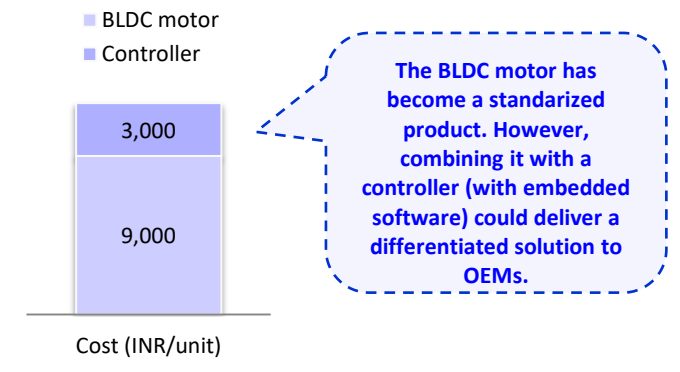 BLDC motor
Controller
3,000
9,000
Cost (INR/unit)
The BLDC motor has
become a standarized
product. However,
combining it with a
controller (with embedded
software) could deliver a
differentiated solution to
OEMs.